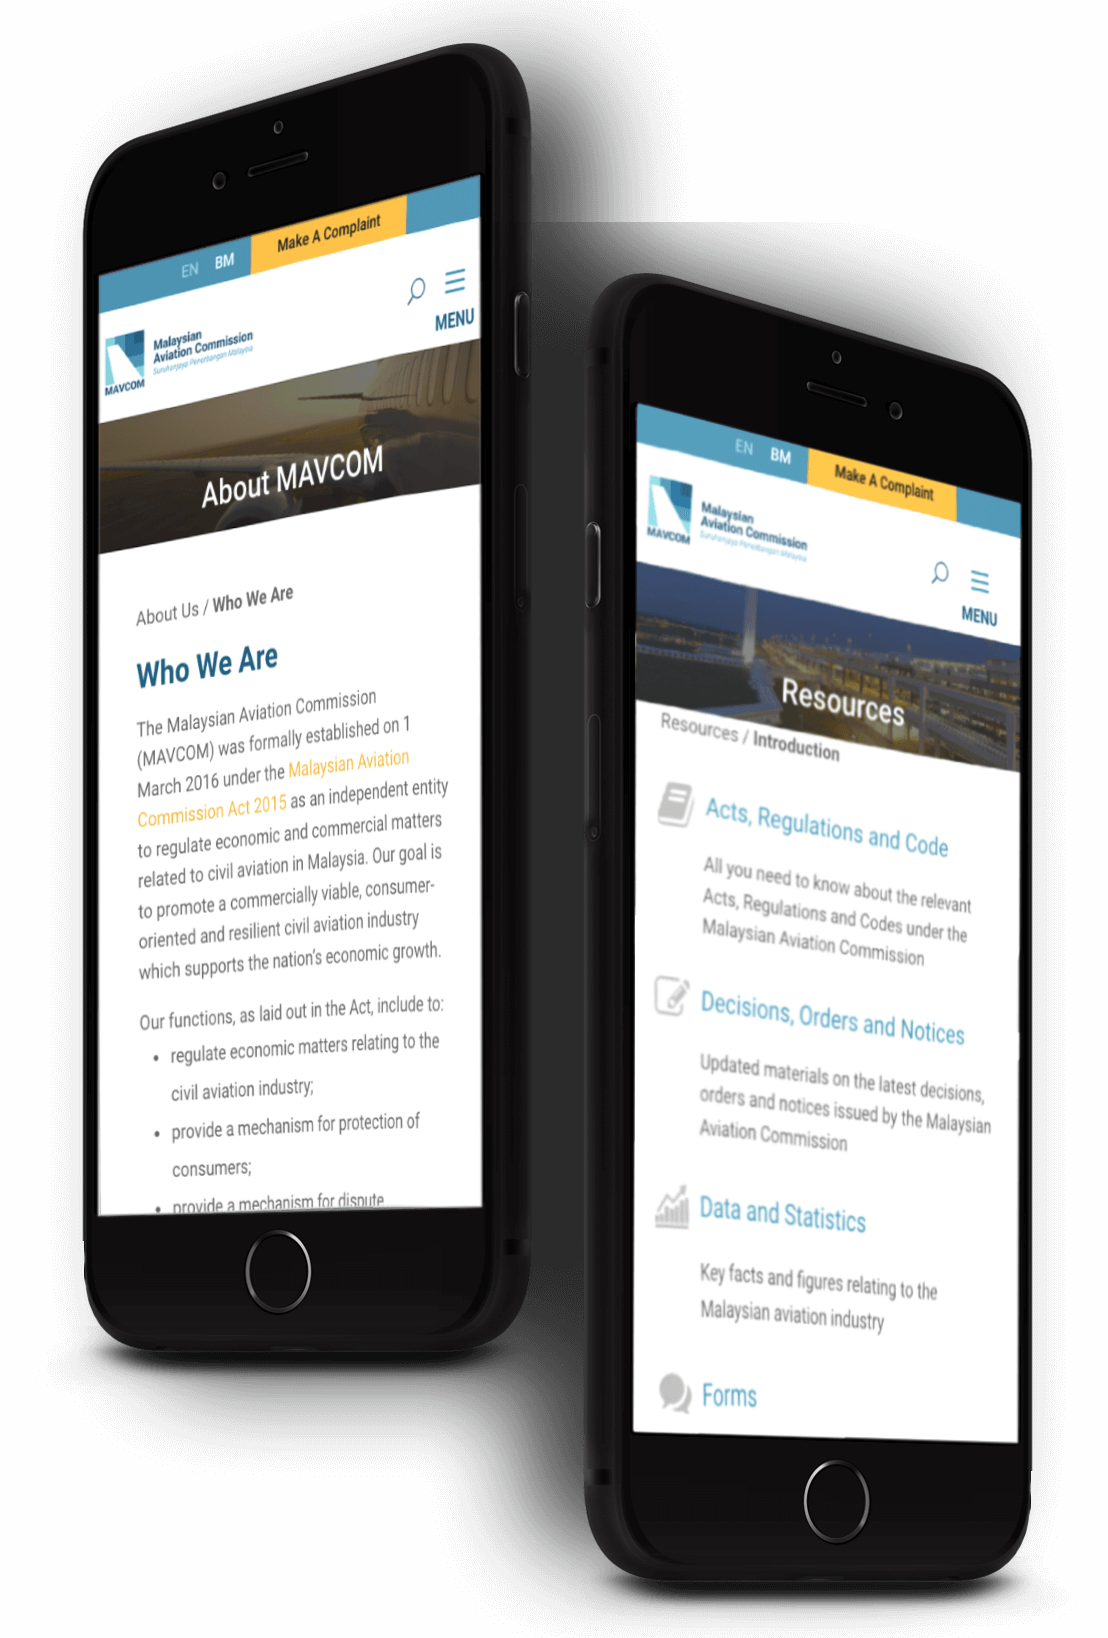 EN BM Make A Complaint
MENU
Malaysian
Aviation Commission
Suruhanjaya Penerbangan Malaysia
MAVCOM
About MAVCOM
About Us / Who We Are
Who We Are
The Malaysian Aviation Commission
(MAVCOM) was formally established on 1
March 2016 under the Malaysian Aviation
Commission Act 2015 as an independent entity
to regulate economic and commercial matters
related to civil aviation in Malaysia. Our goal is
to promote a commercially viable, consumer-
oriented and resilient civil aviation industry
which supports the nation's economic growth.
Our functions, as laid out in the Act, include to:
• regulate economic matters relating to the
civil aviation industry;
• provide a mechanism for protection of
consumers;
• provide a mechanism for dispute
EN BM Make A Complaint
Malaysian
Aviation Commission
Suruhanjaya Penerbangan Malaysia
MAVCOM
MENU
Resources
Resources / Introduction
Acts, Regulations and Code
All you need to know about the relevant
Acts, Regulations and Codes under the
Malaysian Aviation Commission
Decisions, Orders and Notices
Updated materials on the latest decisions,
orders and notices issued by the Malaysian
Aviation Commission
Data and Statistics
Key facts and figures relating to the
Malaysian aviation industry
Forms